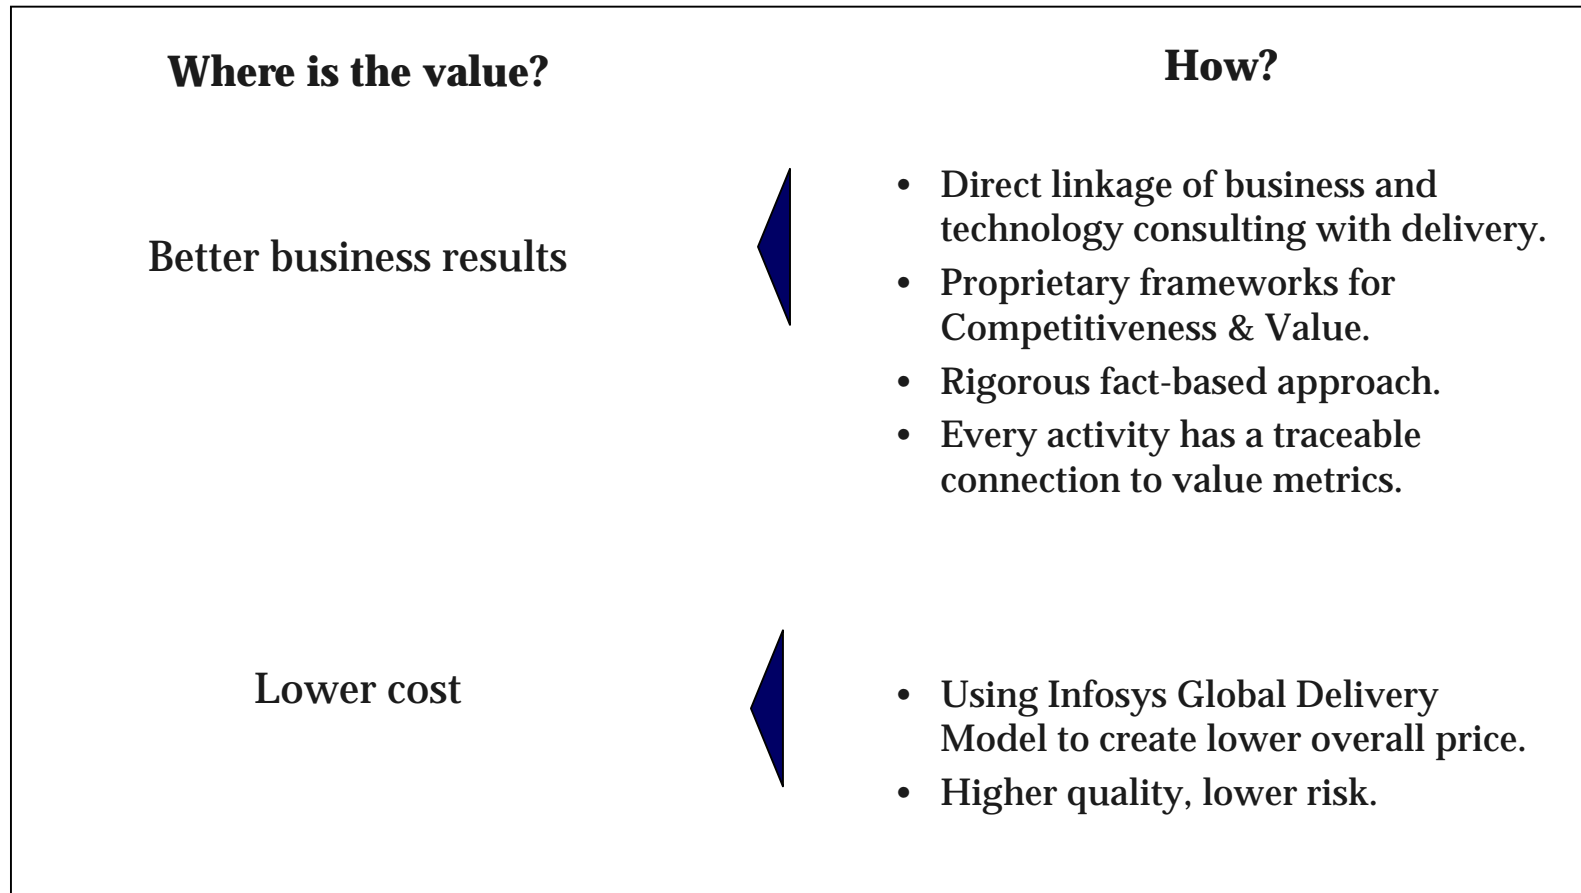 Where is the value?
How?
Better business results
• Direct linkage of business and
technology consulting with delivery.
• Proprietary frameworks for
Competitiveness & Value.
• Rigorous fact-based approach.
• Every activity has a traceable
connection to value metrics.
Lower cost
• Using Infosys Global Delivery
Model to create lower overall price.
• Higher quality, lower risk.